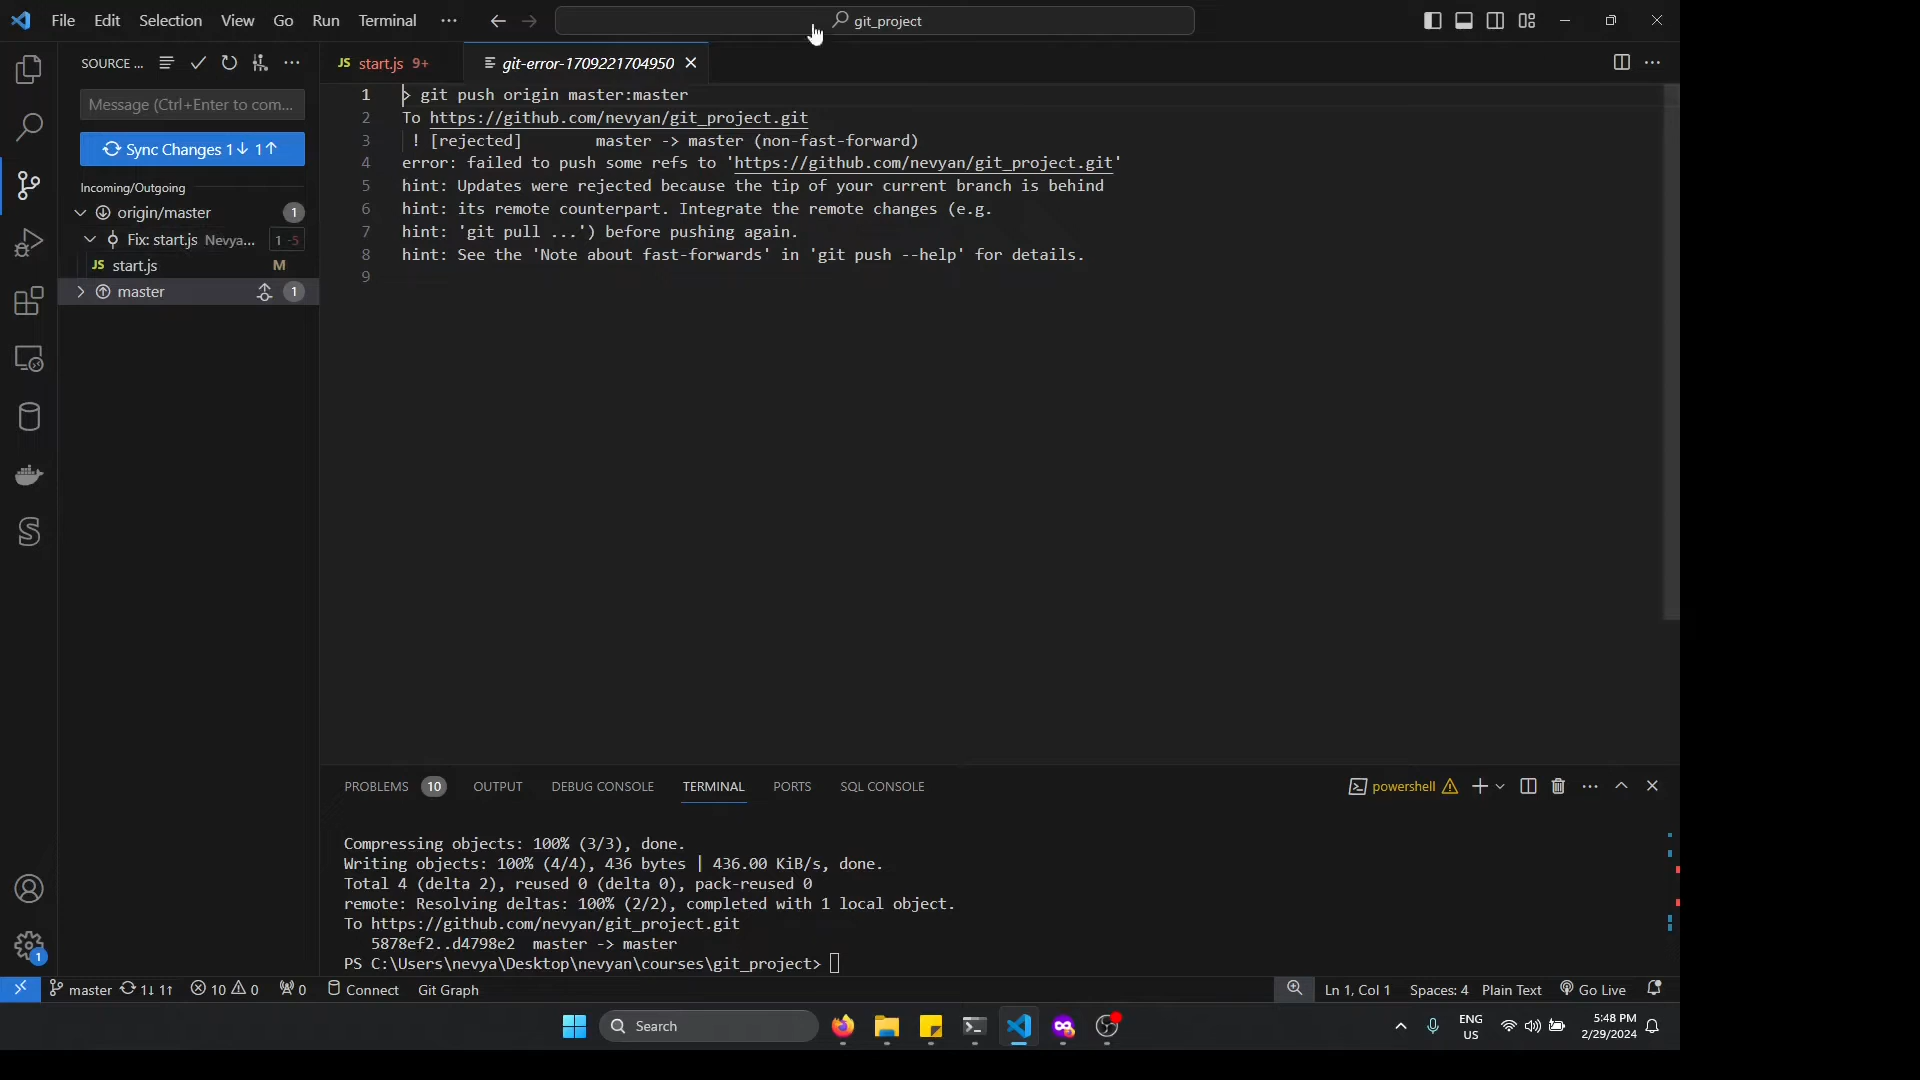 File Edit Selection View Go Run Terminal ··· git_project
SOURCE ... JS start.js 9+ git-error-1709221704950
Message (Ctrl+Enter to com...
Sync Changes 1↓ 1↑
Incoming/Outgoing
origin/master 1
Fix: start.js Nevya... 1 -5
JS start.js M
master 1
1 > git push origin master:master
2 To https://github.com/nevyan/git_project.git
3 ! [rejected] master -> master (non-fast-forward)
4 error: failed to push some refs to 'https://github.com/nevyan/git_project.git'
5 hint: Updates were rejected because the tip of your current branch is behind
6 hint: its remote counterpart. Integrate the remote changes (e.g.
7 hint: 'git pull ...') before pushing again.
8 hint: See the 'Note about fast-forwards' in 'git push --help' for details.
9
PROBLEMS 10 OUTPUT DEBUG CONSOLE TERMINAL PORTS SQL CONSOLE powershell
Compressing objects: 100% (3/3), done.
Writing objects: 100% (4/4), 436 bytes | 436.00 KiB/s, done.
Total 4 (delta 2), reused 0 (delta 0), pack-reused 0
remote: Resolving deltas: 100% (2/2), completed with 1 local object.
To https://github.com/nevyan/git_project.git
5878ef2..d4798e2 master -> master
PS C:\Users\nevya\Desktop\nevyan\courses\git_project>
master 1↓ 1↑ 10 0 0 Connect Git Graph Ln 1, Col 1 Spaces: 4 Plain Text Go Live
1
Search ENG US 5:48 PM 2/29/2024